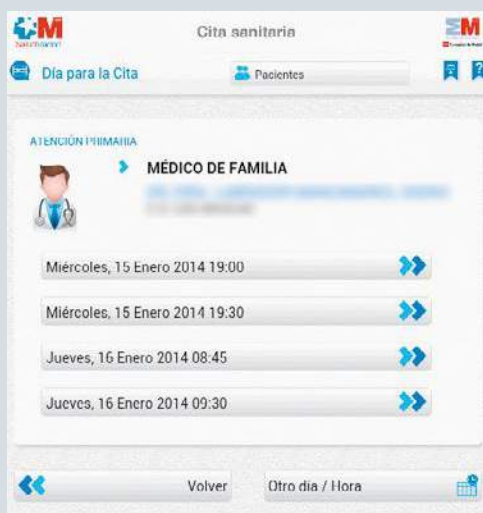 Cita sanitaria
Día para la Cita
Pacientes
ATENCIÓN PRIMARIA
MÉDICO DE FAMILIA
Miércoles, 15 Enero 2014 19:00
Miércoles, 15 Enero 2014 19:30
Jueves, 16 Enero 2014 08:45
Jueves, 16 Enero 2014 09:30
Volver
Otro día / Hora